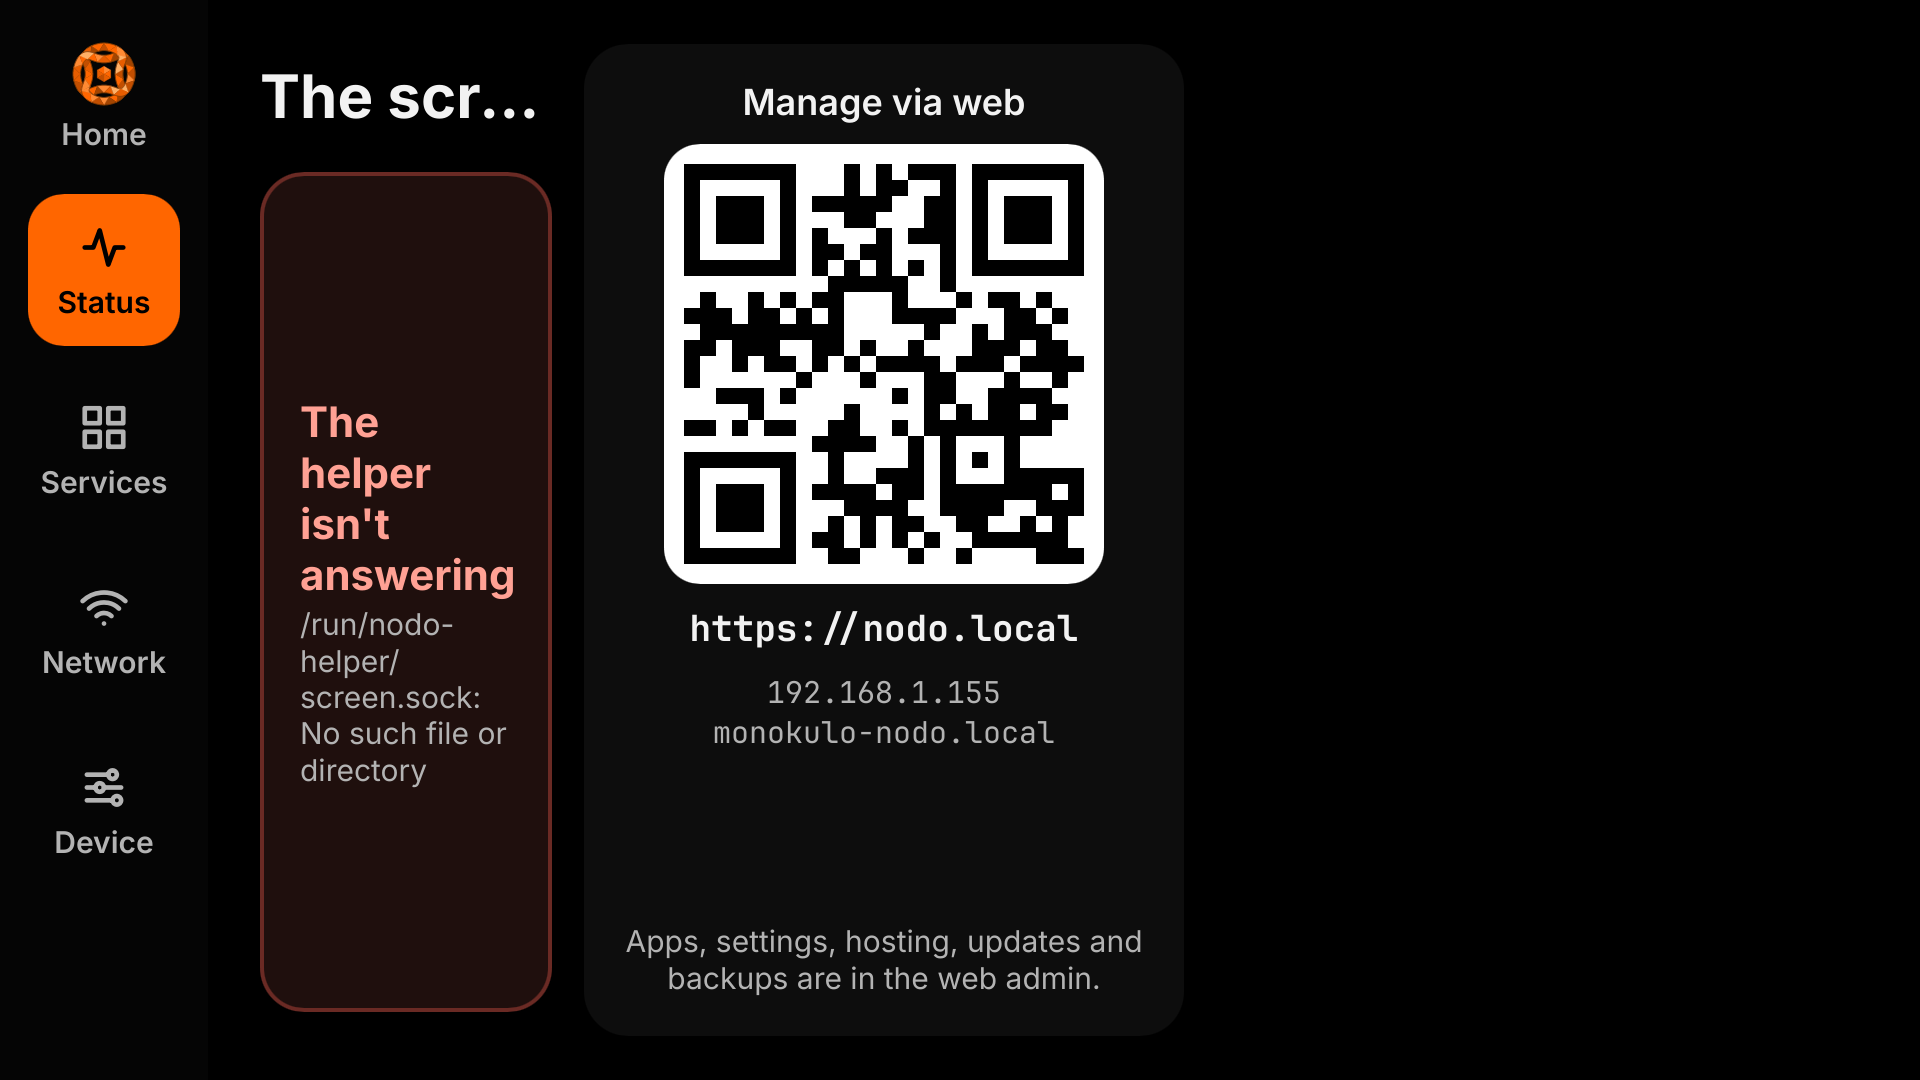 Home
Status
Services
Network
Device
The scr...
The
helper
isn't
answering
/run/nodo-
helper/
screen.sock:
No such file or
directory
Manage via web
https://nodo.local
192.168.1.155
monokulo-nodo.local
Apps, settings, hosting, updates and
backups are in the web admin.